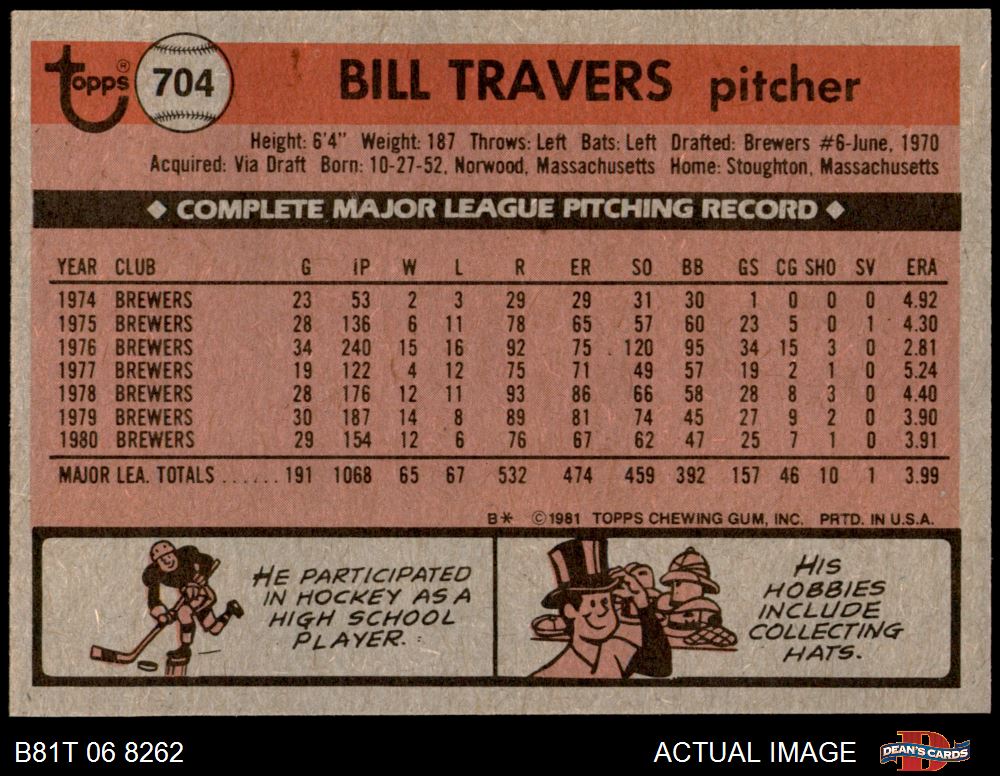 topps® 704 BILL TRAVERS pitcher
Height: 6'4" Weight: 187 Throws: Left Bats: Left Drafted: Brewers #6-June, 1970
Acquired: Via Draft Born: 10-27-52, Norwood, Massachusetts Home: Stoughton, Massachusetts
◆ COMPLETE MAJOR LEAGUE PITCHING RECORD ◆
YEAR CLUB G IP W L R ER SO BB GS CG SHO SV ERA
1974 BREWERS 23 53 2 3 29 29 31 30 1 0 0 0 4.92
1975 BREWERS 28 136 6 11 78 65 57 60 23 5 0 1 4.30
1976 BREWERS 34 240 15 16 92 75 120 95 34 15 3 0 2.81
1977 BREWERS 19 122 4 12 75 71 49 57 19 2 1 0 5.24
1978 BREWERS 28 176 12 11 93 86 66 58 28 8 3 0 4.40
1979 BREWERS 30 187 14 8 89 81 74 45 27 9 2 0 3.90
1980 BREWERS 29 154 12 6 76 67 62 47 25 7 1 0 3.91
MAJOR LEA. TOTALS ...... 191 1068 65 67 532 474 459 392 157 46 10 1 3.99
B* ©1981 TOPPS CHEWING GUM, INC. PRTD. IN U.S.A.
HE PARTICIPATED
IN HOCKEY AS A
HIGH SCHOOL
PLAYER.
HIS
HOBBIES
INCLUDE
COLLECTING
HATS.
B81T 06 8262 ACTUAL IMAGE DEAN'S CARDS